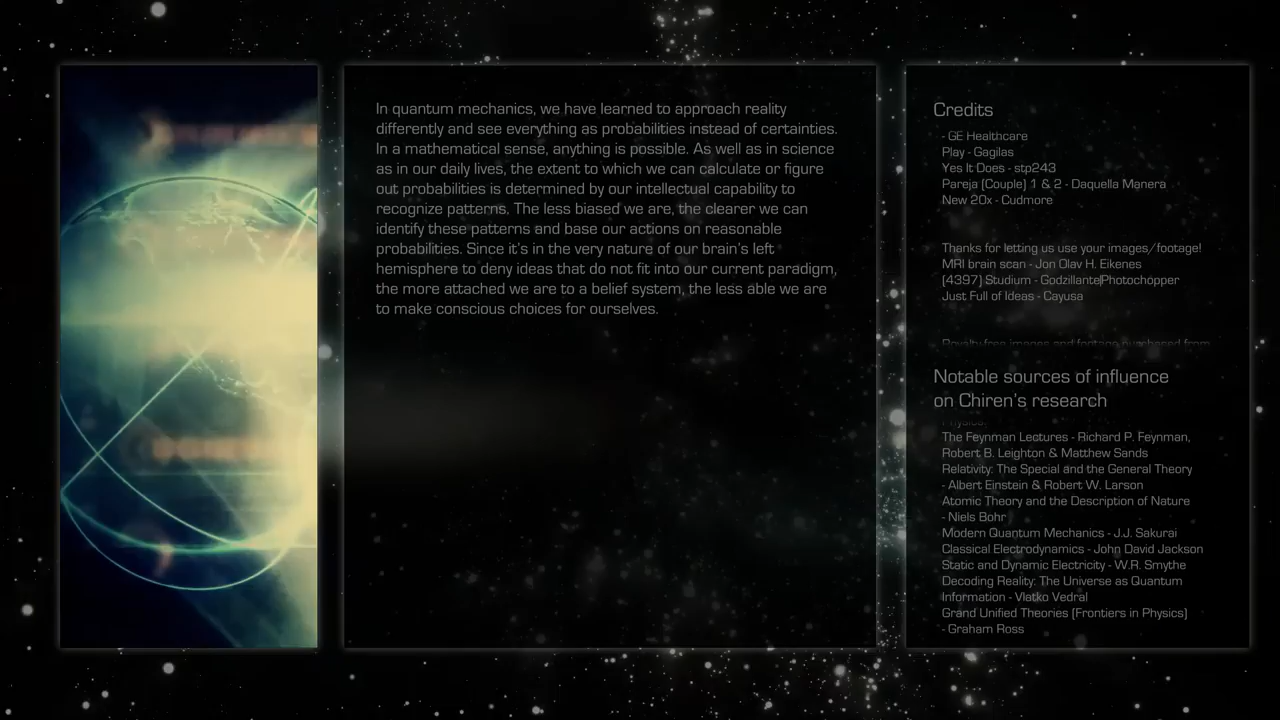 In quantum mechanics, we have learned to approach reality
differently and see everything as probabilities instead of certainties.
In a mathematical sense, anything is possible. As well as in science
as in our daily lives, the extent to which we can calculate or figure
out probabilities is determined by our intellectual capability to
recognize patterns. The less biased we are, the clearer we can
identify these patterns and base our actions on reasonable
probabilities. Since it's in the very nature of our brain's left
hemisphere to deny ideas that do not fit into our current paradigm,
the more attached we are to a belief system, the less able we are
to make conscious choices for ourselves.
Credits
- GE Healthcare
Play - Gagilas
Yes It Does - stp243
Pareja (Couple) 1 & 2 - Daquella Manera
New 20x - Cudmore
Thanks for letting us use your images/footage!
MRI brain scan - Jon Olav H. Eikenes
(4397) Studium - Godzillante|Photochopper
Just Full of Ideas - Cayusa
Royalty free images and footage purchased from
Notable sources of influence
on Chiren's research
Physics:
The Feynman Lectures - Richard P. Feynman,
Robert B. Leighton & Matthew Sands
Relativity: The Special and the General Theory
- Albert Einstein & Robert W. Larson
Atomic Theory and the Description of Nature
- Niels Bohr
Modern Quantum Mechanics - J.J. Sakurai
Classical Electrodynamics - John David Jackson
Static and Dynamic Electricity - W.R. Smythe
Decoding Reality: The Universe as Quantum
Information - Vlatko Vedral
Grand Unified Theories (Frontiers in Physics)
- Graham Ross